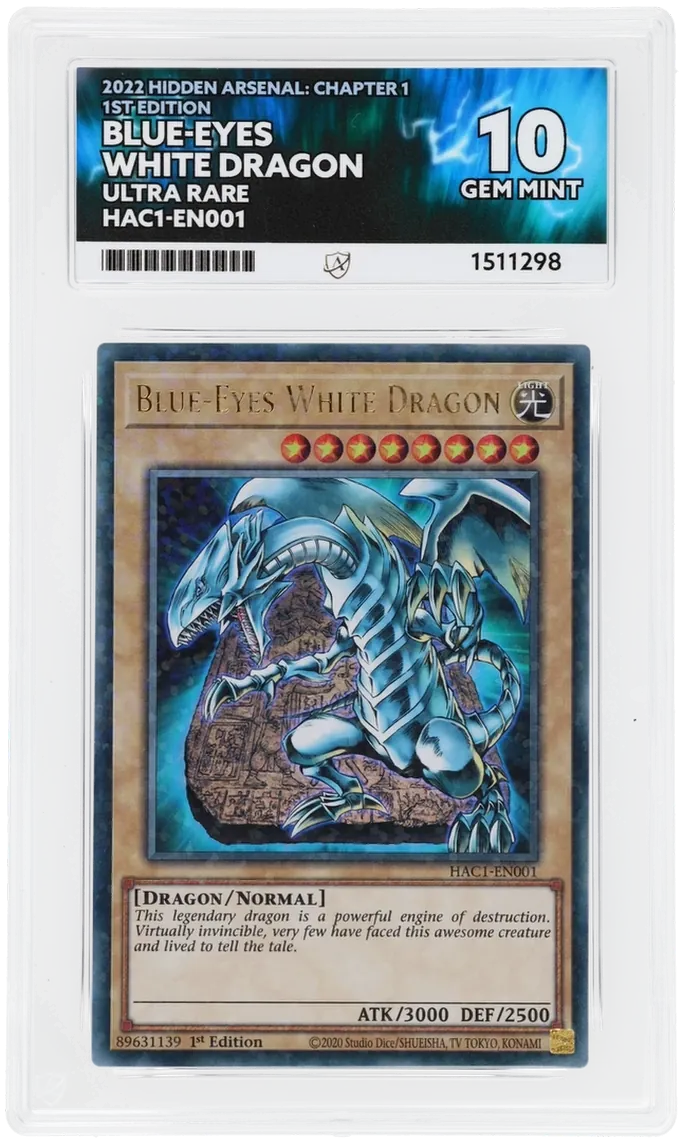 2022 HIDDEN ARSENAL: CHAPTER 1
1ST EDITION
BLUE-EYES
WHITE DRAGON
ULTRA RARE
HAC1-EN001
10
GEM MINT
A
1511298
BLUE-EYES WHITE DRAGON
LIGHT
光
HAC1-EN001
[DRAGON/NORMAL]
This legendary dragon is a powerful engine of destruction.
Virtually invincible, very few have faced this awesome creature
and lived to tell the tale.
ATK/3000 DEF/2500
89631139 1st Edition
©2020 Studio Dice/SHUEISHA, TV TOKYO, KONAMI